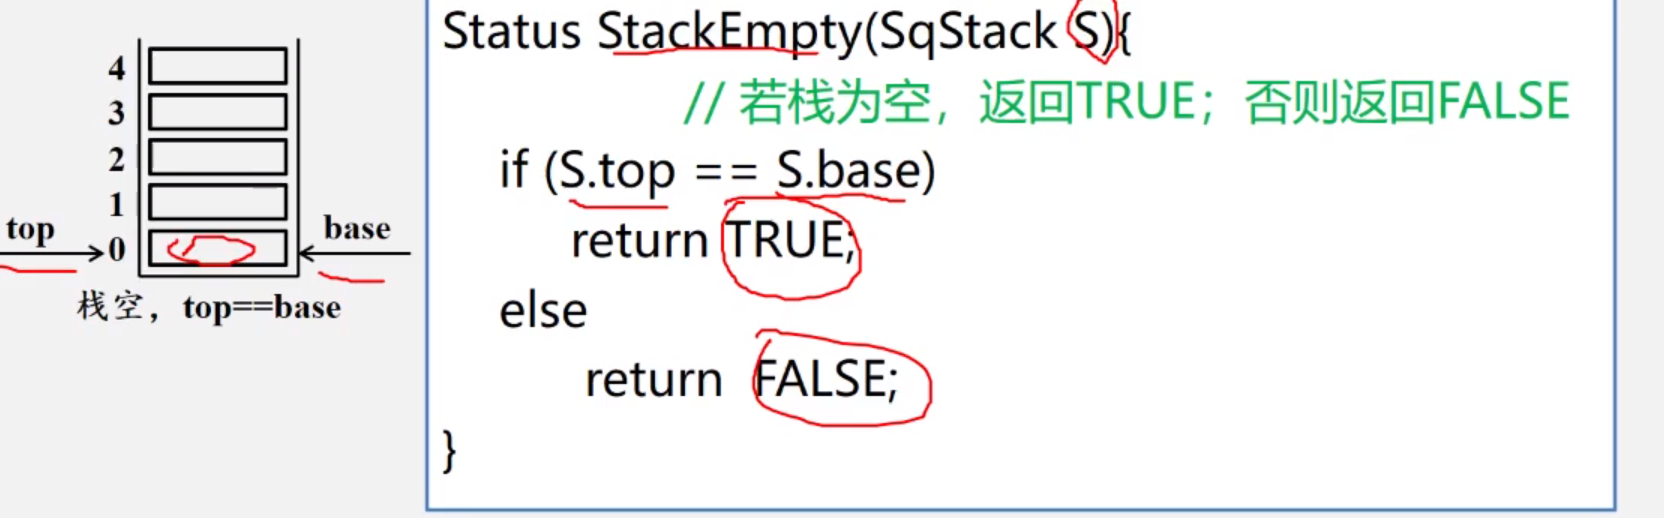 4
3
2
1
top
0
base
栈空，top==base
Status StackEmpty(SqStack S){
// 若栈为空，返回TRUE；否则返回FALSE
if (S.top == S.base)
return TRUE;
else
return FALSE;
}